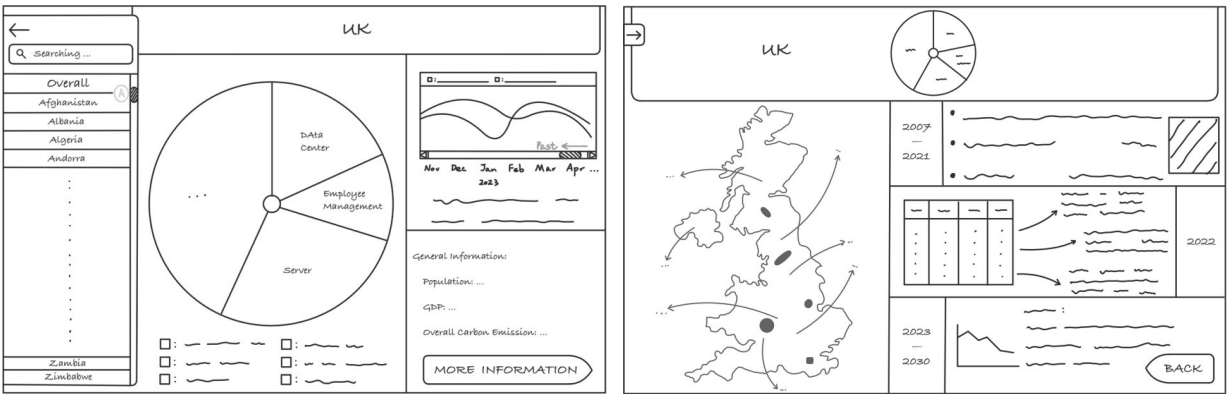 UK
Searching ...
Overall
A
Afghanistan
Albania
Algeria
Andorra
Zambia
Zimbabwe
DAta
Center
Employee
Management
Server
...
Past
Nov Dec Jan Feb Mar Apr ...
2023
General Information:
Population: ...
GDP: ...
Overall Carbon Emission: ...
MORE INFORMATION
UK
2007
—
2021
2022
2023
—
2030
BACK